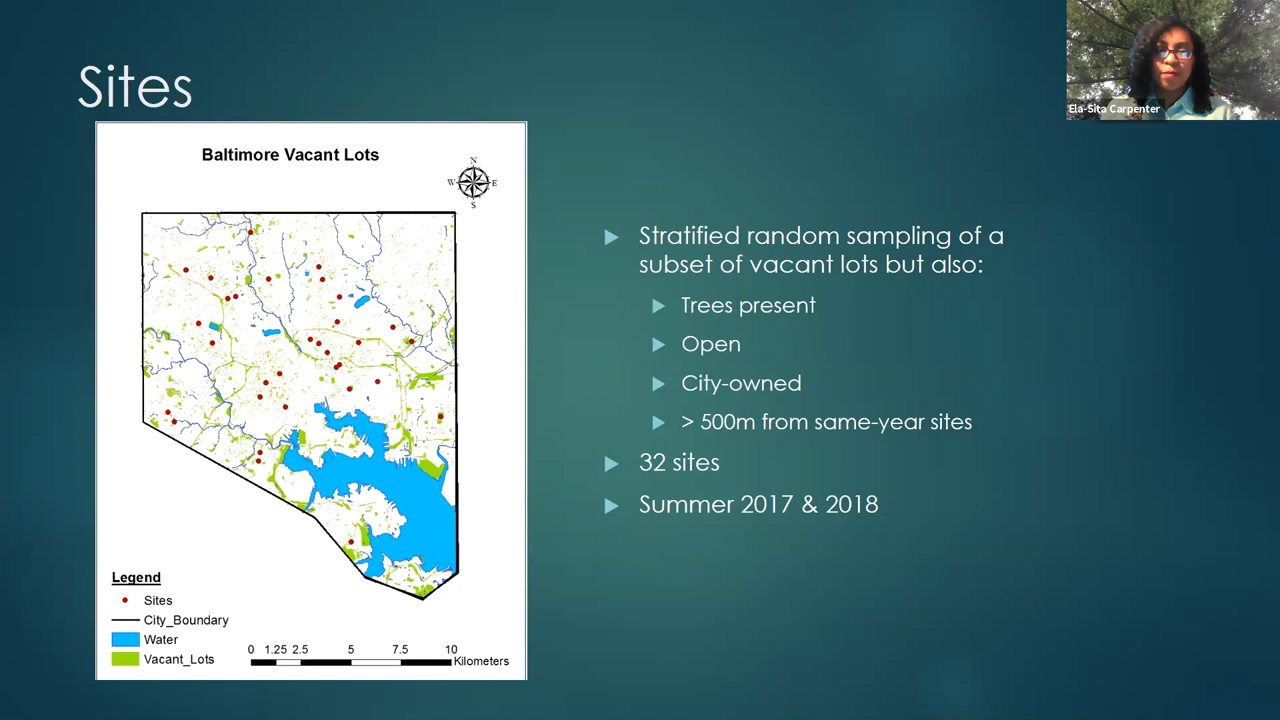 Sites
Ela-Sita Carpenter
Baltimore Vacant Lots
N
W E
S
Stratified random sampling of a
subset of vacant lots but also:
Trees present
Open
City-owned
> 500m from same-year sites
32 sites
Summer 2017 & 2018
Legend
Sites
City_Boundary
Water
Vacant_Lots
0 1.25 2.5 5 7.5 10
Kilometers